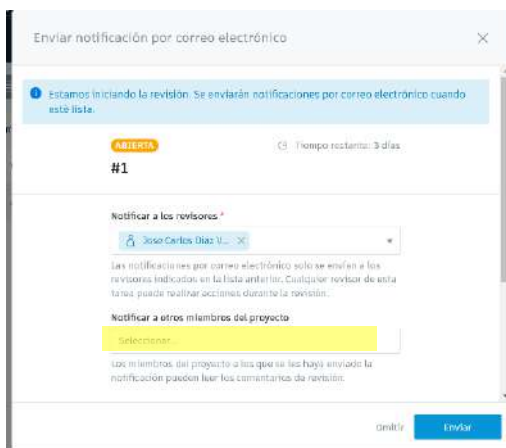 Enviar notificación por correo electrónico
Estamos iniciando la revisión. Se enviarán notificaciones por correo electrónico cuando
esté lista.
ABIERTA
Tiempo restante: 3 días
#1
Notificar a los revisores *
Jose Carlos Diaz V...
Las notificaciones por correo electrónico solo se envían a los
revisores indicados en la lista anterior. Cualquier revisor de esta
tarea puede realizar acciones durante la revisión.
Notificar a otros miembros del proyecto
Seleccionar...
Los miembros del proyecto a los que se les haya enviado la
notificación pueden leer los comentarios de revisión.
Omitir
Enviar